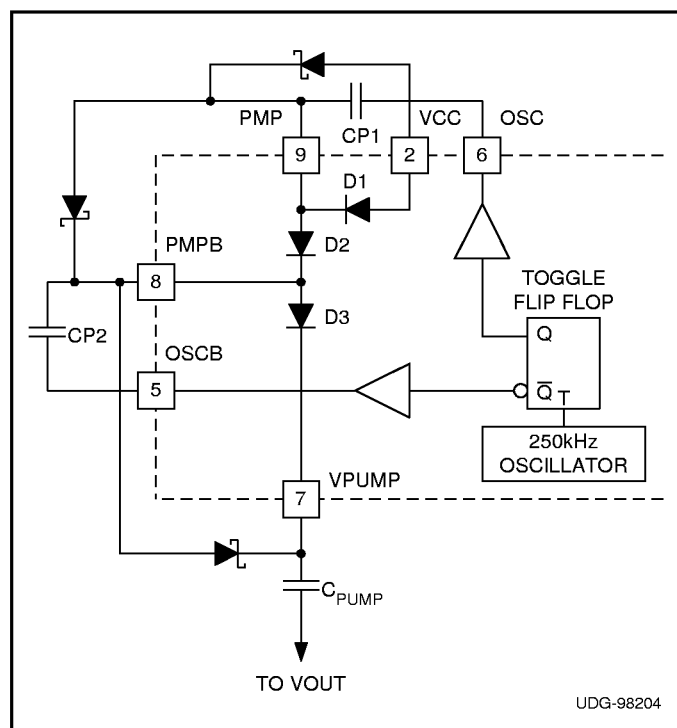 PMP
CP1
VCC
OSC
9
2
6
D1
PMPB
D2
8
TOGGLE
FLIP FLOP
D3
CP2
Q
OSCB
5
Q̅
T
250kHz
OSCILLATOR
VPUMP
7
CPUMP
TO VOUT
UDG-98204